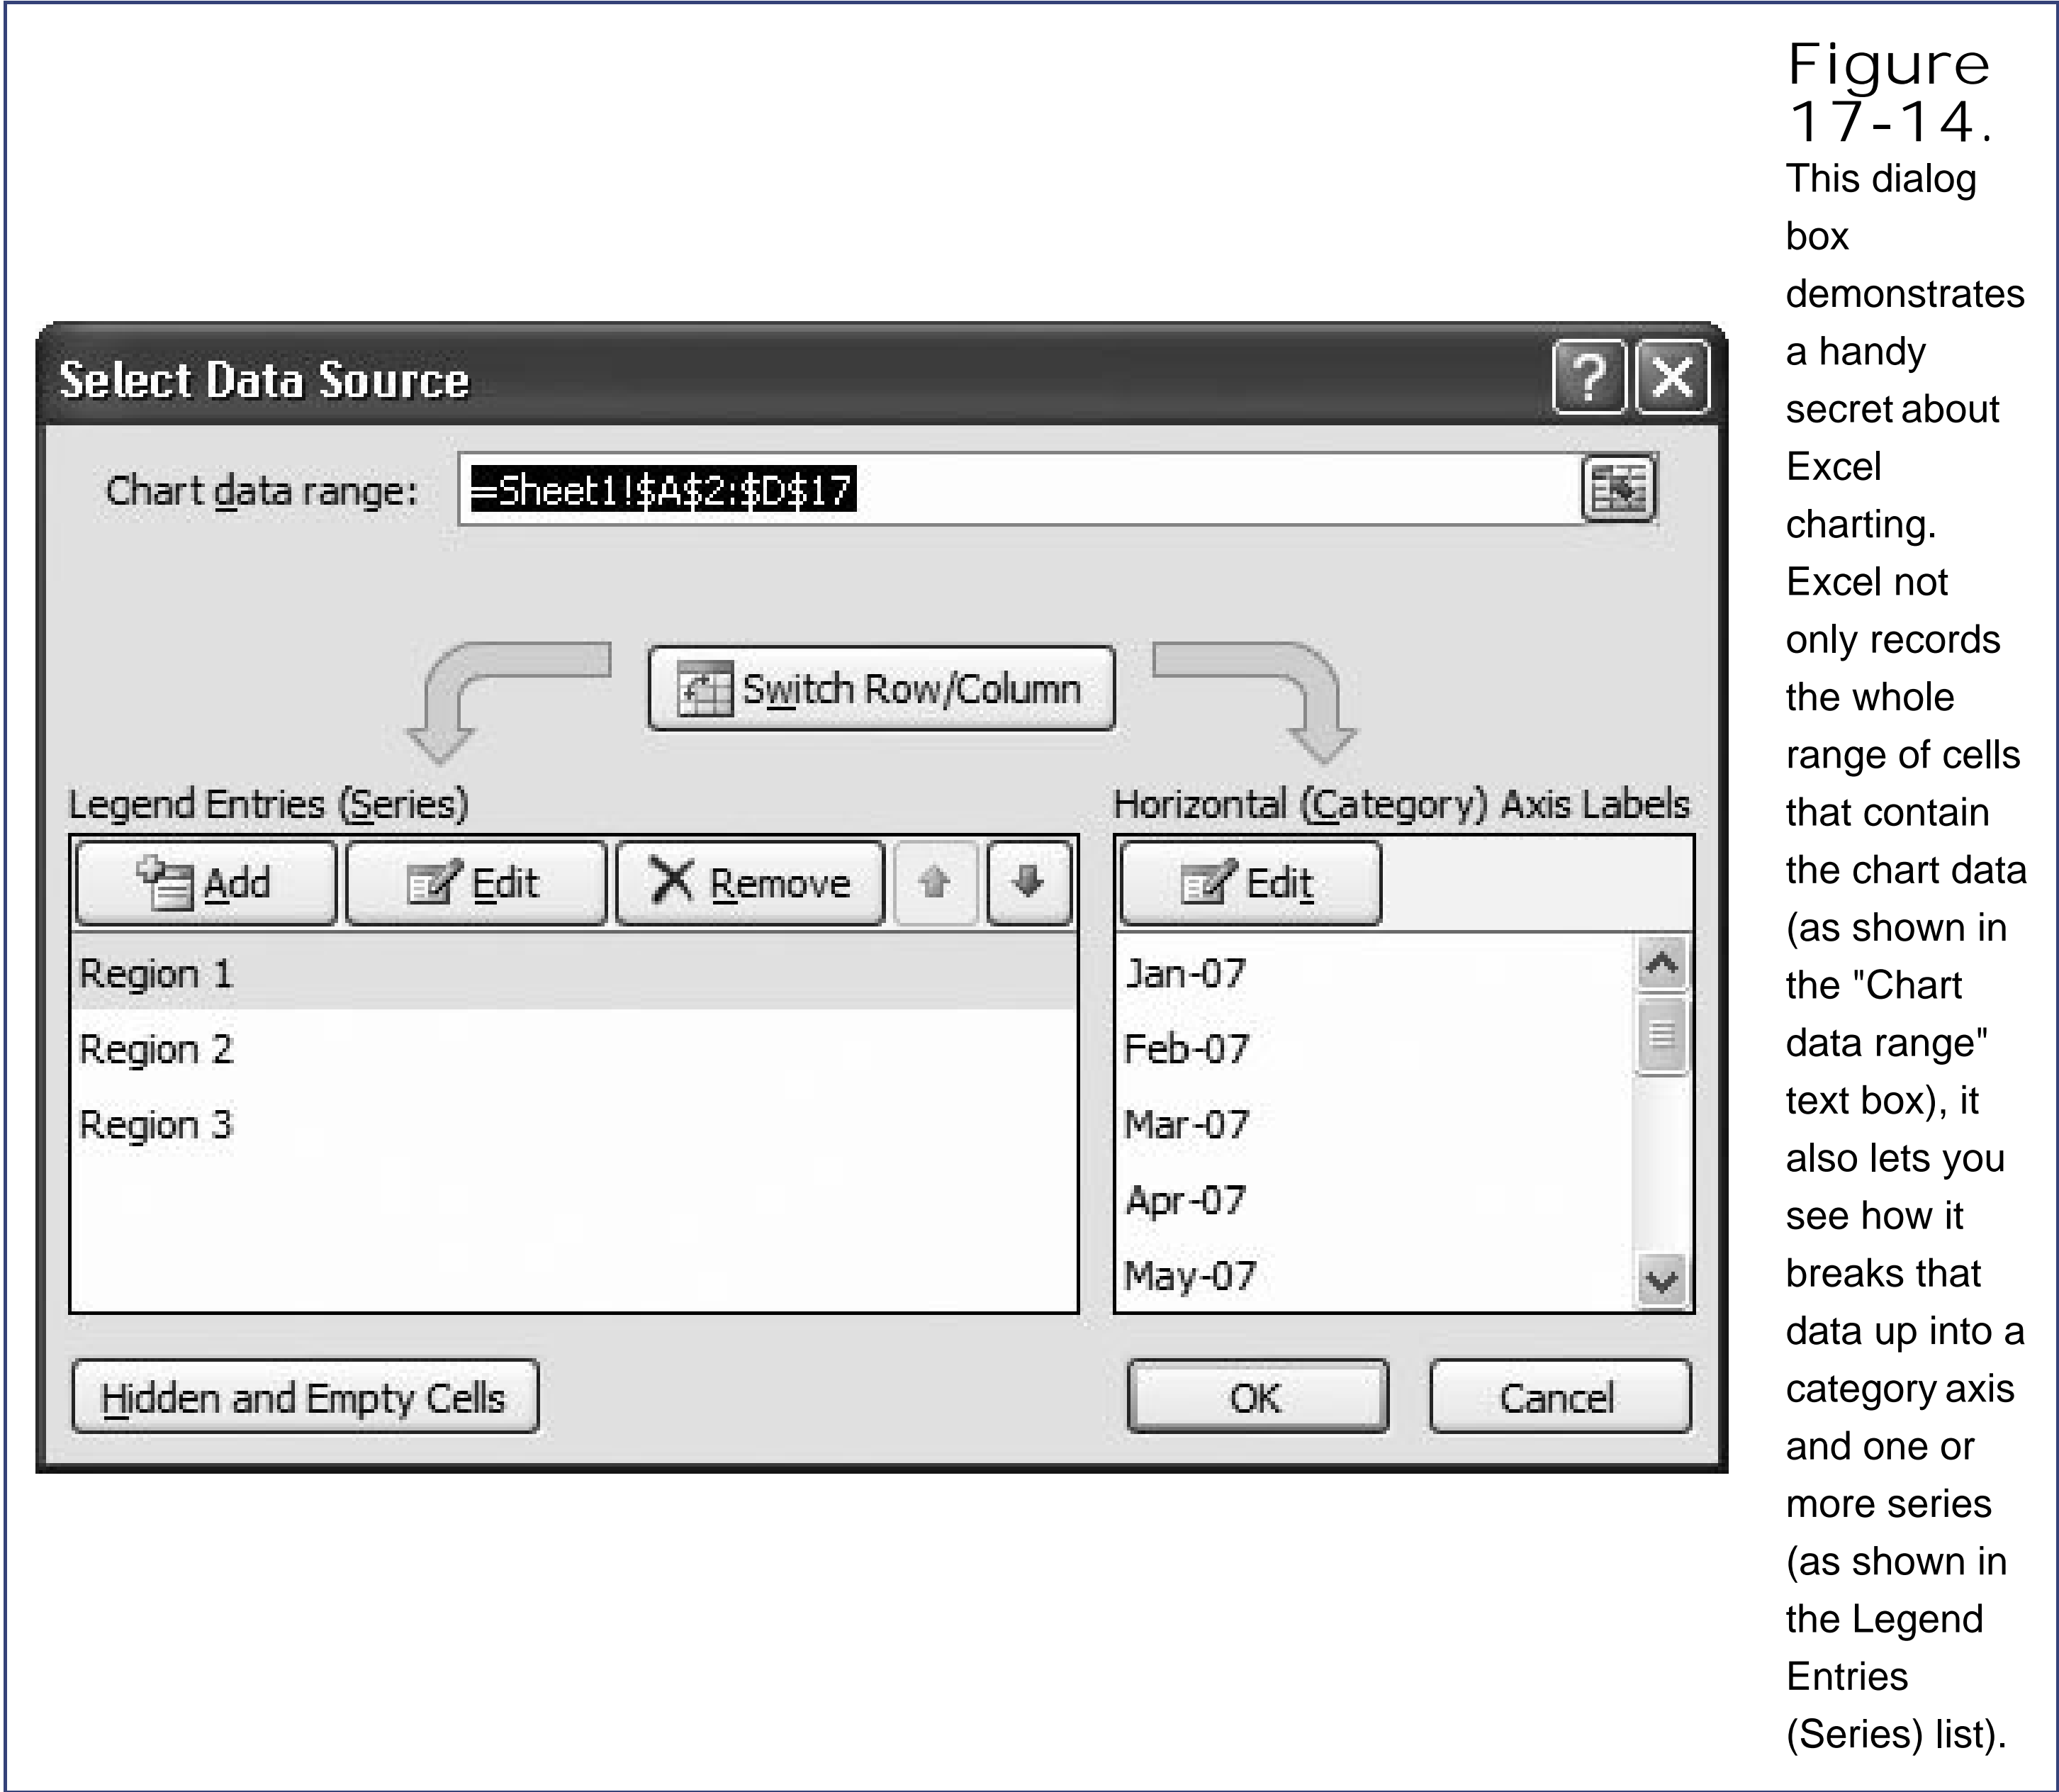 Select Data Source
?
Chart data range:
=Sheet1!$A$2:$D$17
Switch Row/Column
Legend Entries (Series)
Add
Edit
Remove
Region 1
Region 2
Region 3
Horizontal (Category) Axis Labels
Edit
Jan-07
Feb-07
Mar-07
Apr-07
May-07
Hidden and Empty Cells
OK
Cancel
Figure
17-14.
This dialog
box
demonstrates
a handy
secret about
Excel
charting.
Excel not
only records
the whole
range of cells
that contain
the chart data
(as shown in
the "Chart
data range"
text box), it
also lets you
see how it
breaks that
data up into a
category axis
and one or
more series
(as shown in
the Legend
Entries
(Series) list).